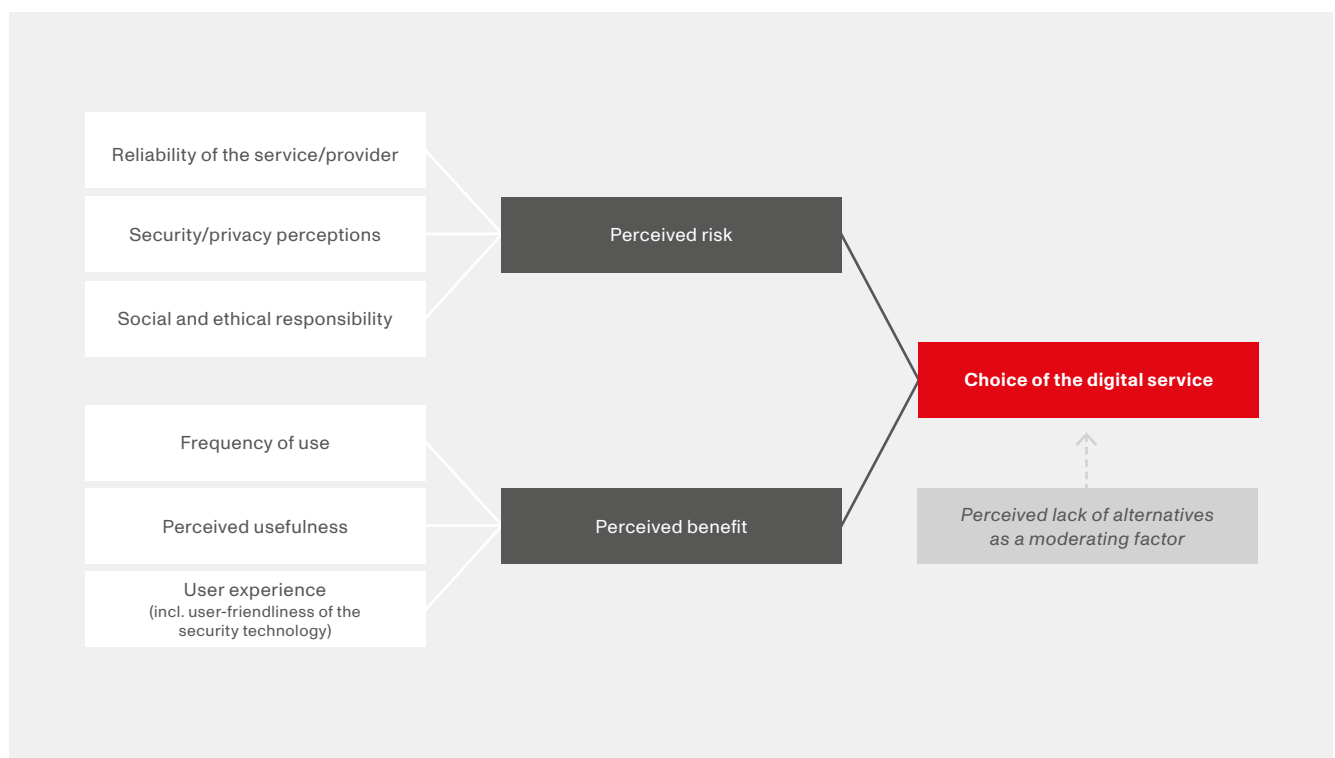 Reliability of the service/provider
Security/privacy perceptions
Social and ethical responsibility
Perceived risk
Frequency of use
Perceived usefulness
User experience
(incl. user-friendliness of the
security technology)
Perceived benefit
Choice of the digital service
Perceived lack of alternatives
as a moderating factor